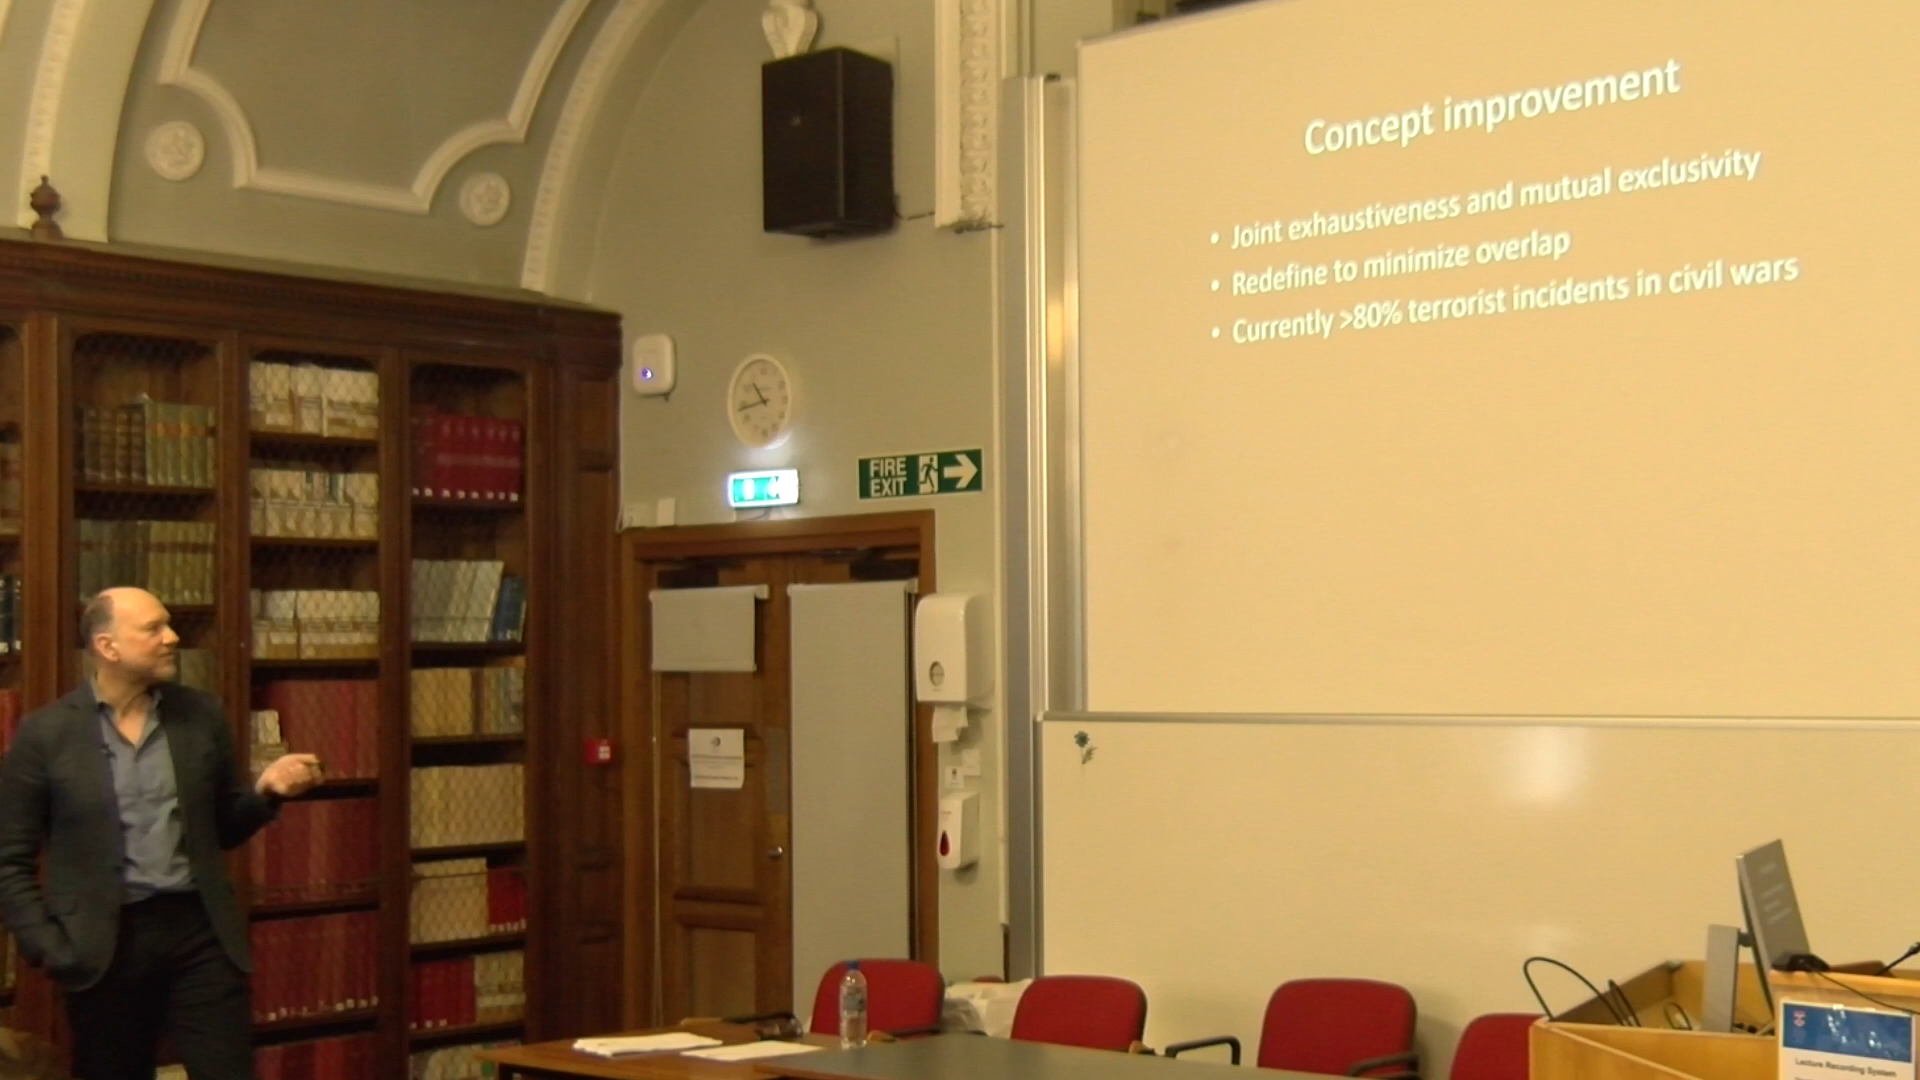 Concept improvement
• Joint exhaustiveness and mutual exclusivity
• Redefine to minimize overlap
• Currently >80% terrorist incidents in civil wars
FIRE
EXIT
Lecture Recording System